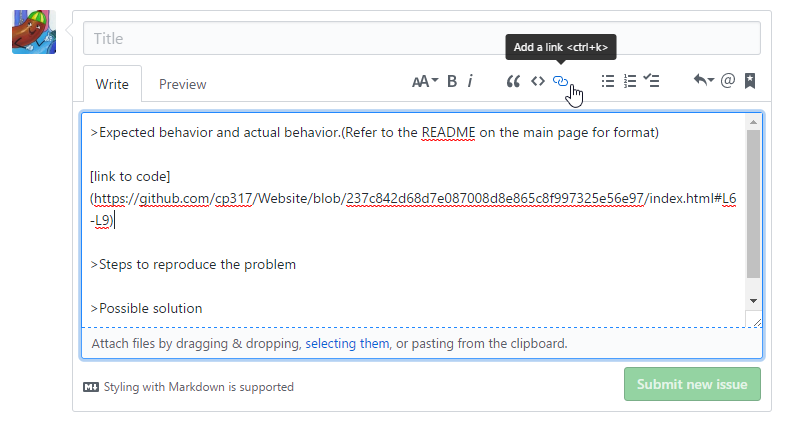 Title
Add a link <ctrl+k>
Write Preview AA B i “ <> @
>Expected behavior and actual behavior.(Refer to the README on the main page for format)
[link to code]
(https://github.com/cp317/Website/blob/237c842d68d7e087008d8e865c8f997325e56e97/index.html#L6
-L9)
>Steps to reproduce the problem
>Possible solution
Attach files by dragging & dropping, selecting them, or pasting from the clipboard.
M↓ Styling with Markdown is supported
Submit new issue